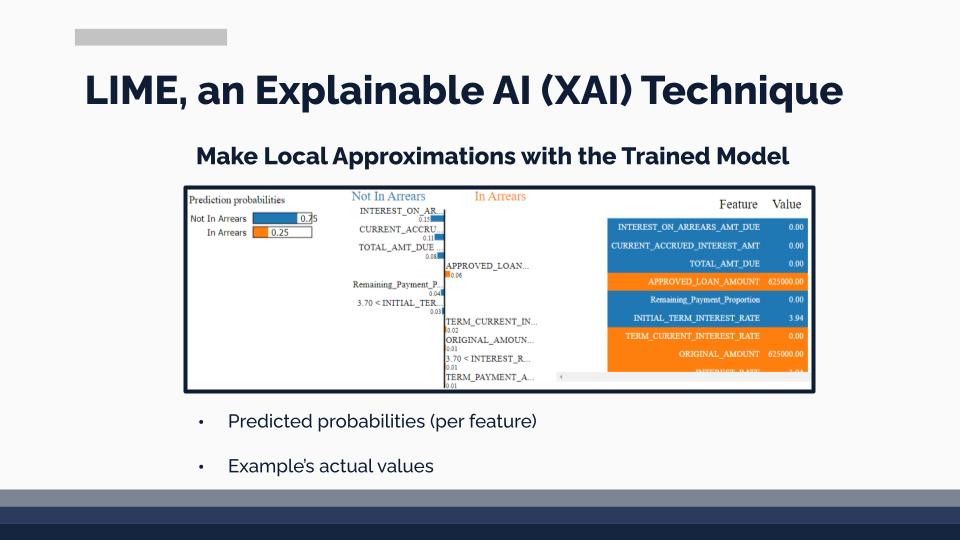 LIME, an Explainable AI (XAI) Technique
Make Local Approximations with the Trained Model
Prediction probabilities
Not In Arrears 0.75
In Arrears 0.25
Not In Arrears In Arrears
INTEREST_ON_AR...
0.15
CURRENT_ACCRU...
0.11
TOTAL_AMT_DUE ...
0.08
APPROVED_LOAN...
0.06
Remaining_Payment_P...
0.04
3.70 < INITIAL_TER...
0.03
TERM_CURRENT_IN...
0.02
ORIGINAL_AMOUN...
0.01
3.70 < INTEREST_R...
0.01
TERM_PAYMENT_A...
0.01
Feature Value
INTEREST_ON_ARREARS_AMT_DUE 0.00
CURRENT_ACCRUED_INTEREST_AMT 0.00
TOTAL_AMT_DUE 0.00
APPROVED_LOAN_AMOUNT 625000.00
Remaining_Payment_Proportion 0.00
INITIAL_TERM_INTEREST_RATE 3.94
TERM_CURRENT_INTEREST_RATE 0.00
ORIGINAL_AMOUNT 625000.00
• Predicted probabilities (per feature)
• Example's actual values